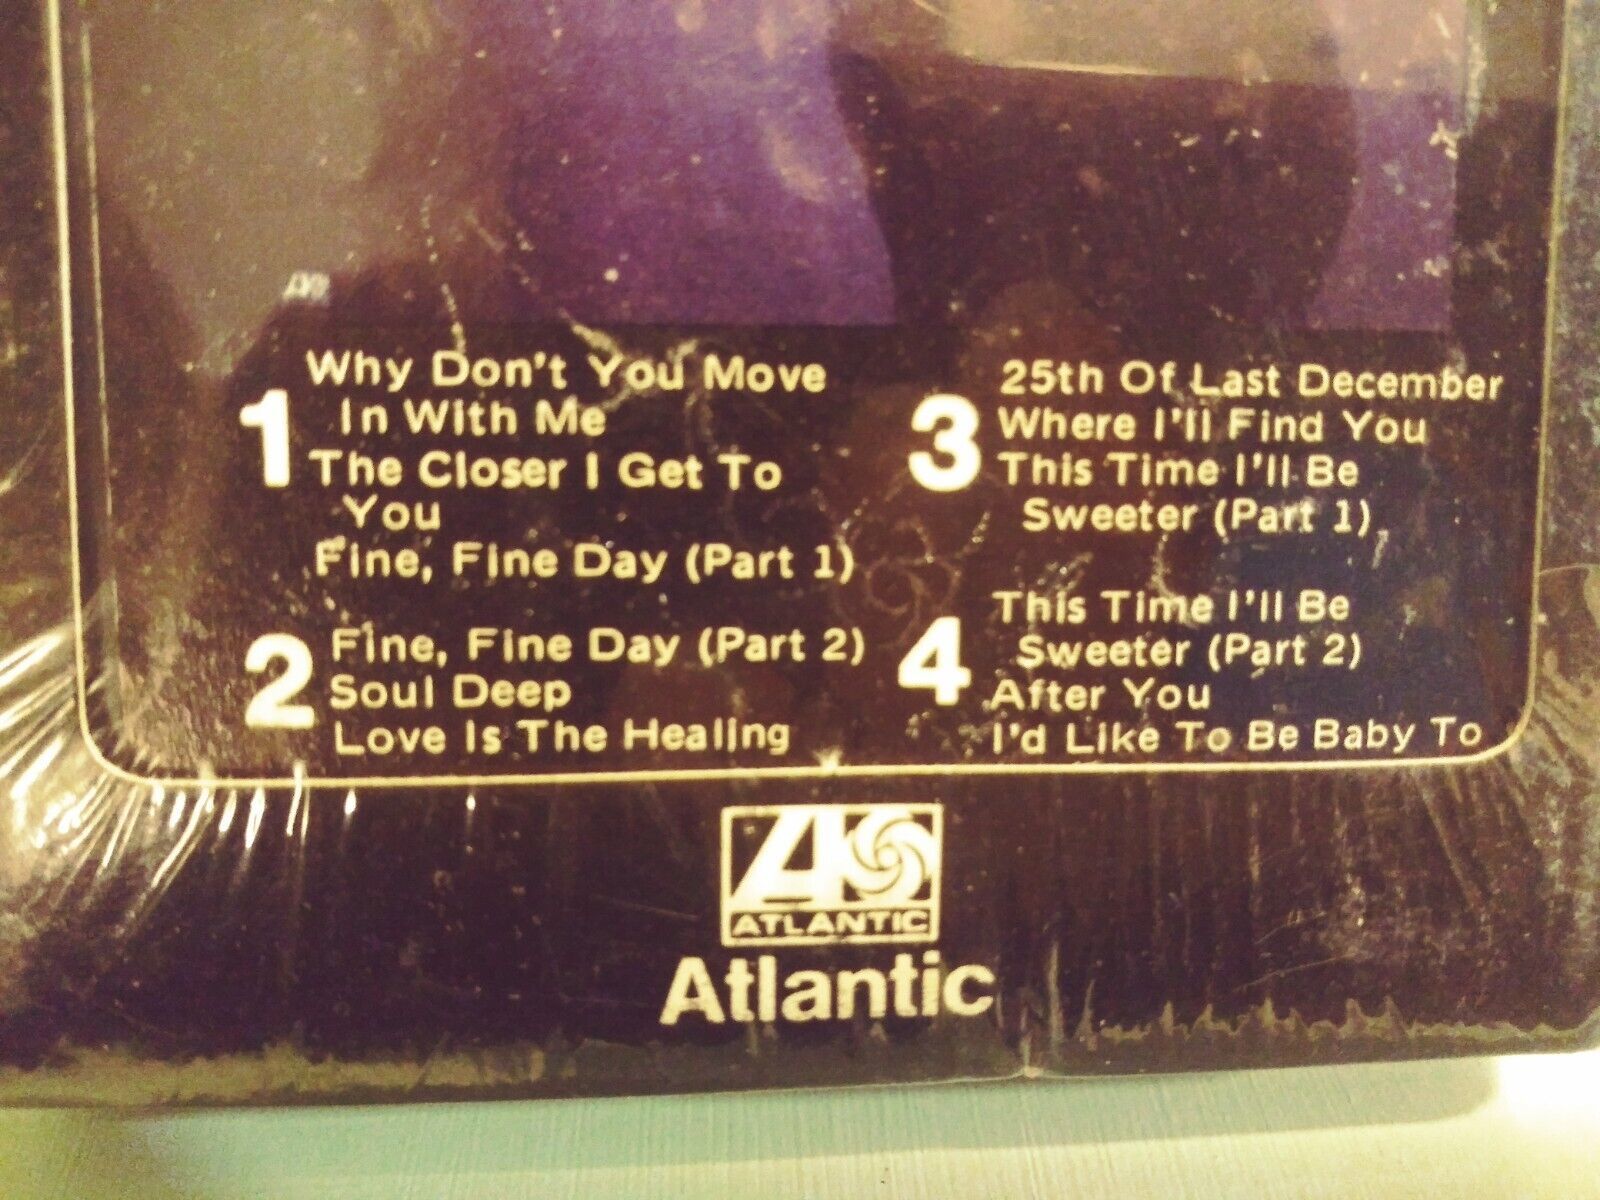 1 Why Don't You Move
In With Me
The Closer I Get To
You
Fine, Fine Day (Part 1)
2 Fine, Fine Day (Part 2)
Soul Deep
Love Is The Healing
3 25th Of Last December
Where I'll Find You
This Time I'll Be
Sweeter (Part 1)
4 This Time I'll Be
Sweeter (Part 2)
After You
I'd Like To Be Baby To
ATLANTIC
Atlantic